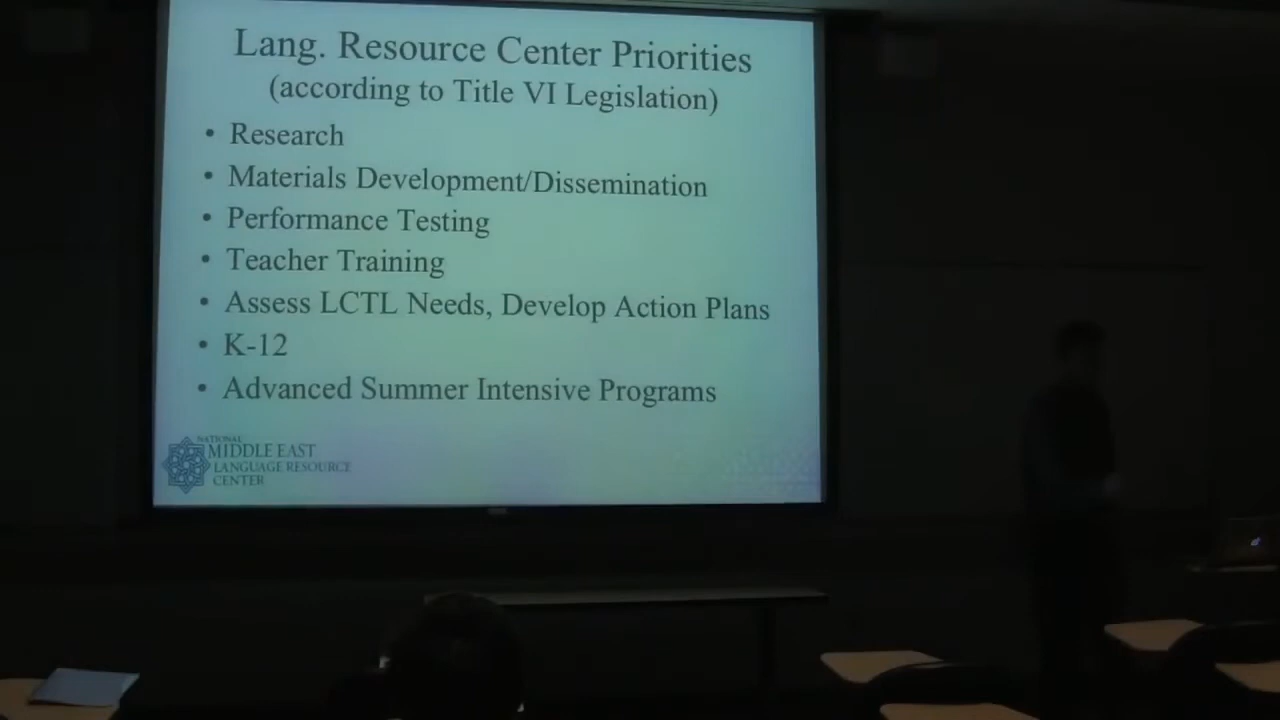 Lang. Resource Center Priorities
(according to Title VI Legislation)
• Research
• Materials Development/Dissemination
• Performance Testing
• Teacher Training
• Assess LCTL Needs, Develop Action Plans
• K-12
• Advanced Summer Intensive Programs
NATIONAL
MIDDLE EAST
LANGUAGE RESOURCE
CENTER